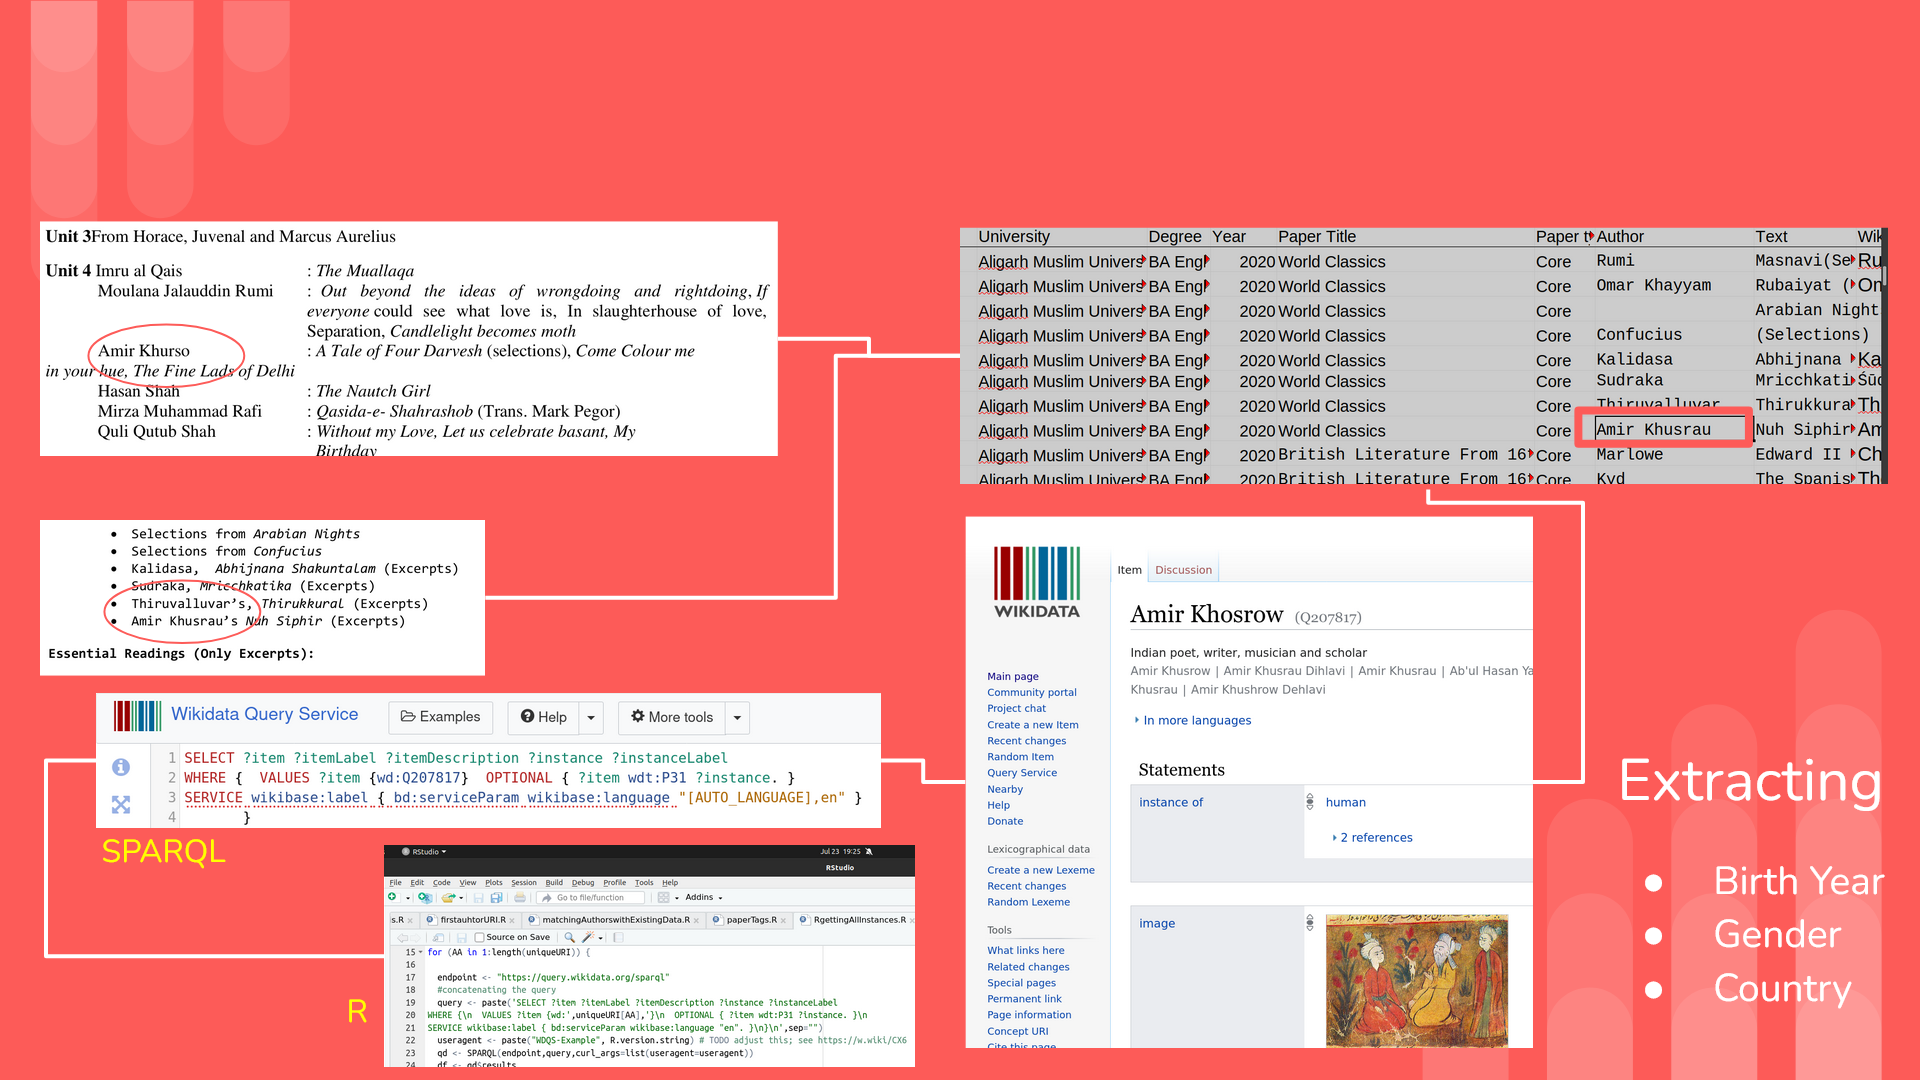 Unit 3From Horace, Juvenal and Marcus Aurelius
Unit 4 Imru al Qais : The Muallaqa
Moulana Jalauddin Rumi : Out beyond the ideas of wrongdoing and rightdoing, If
everyone could see what love is, In slaughterhouse of love,
Separation, Candlelight becomes moth
Amir Khurso : A Tale of Four Darvesh (selections), Come Colour me
in your hue, The Fine Lads of Delhi
Hasan Shah : The Nautch Girl
Mirza Muhammad Rafi : Qasida-e- Shahrashob (Trans. Mark Pegor)
Quli Qutub Shah : Without my Love, Let us celebrate basant, My
Birthday
University Degree Year Paper Title Paper t Author Text Wik
Aligarh Muslim Univers BA Engl 2020 World Classics Core Rumi Masnavi(Se Ru
Aligarh Muslim Univers BA Engl 2020 World Classics Core Omar Khayyam Rubaiyat ( Om
Aligarh Muslim Univers BA Engl 2020 World Classics Core Arabian Night
Aligarh Muslim Univers BA Engl 2020 World Classics Core Confucius (Selections)
Aligarh Muslim Univers BA Engl 2020 World Classics Core Kalidasa Abhijnana Ka
Aligarh Muslim Univers BA Engl 2020 World Classics Core Sudraka Mricchkati Śūd
Aligarh Muslim Univers BA Engl 2020 World Classics Core Thiruvalluvar Thirukkura Th
Aligarh Muslim Univers BA Engl 2020 World Classics Core Amir Khusrau Nuh Siphir Am
Aligarh Muslim Univers BA Engl 2020 British Literature From 16 Core Marlowe Edward II Ch
Aligarh Muslim Univers BA Engl 2020 British Literature From 16 Core Kyd The Spanis Th
• Selections from Arabian Nights
• Selections from Confucius
• Kalidasa, Abhijnana Shakuntalam (Excerpts)
• Sudraka, Mricchkatika (Excerpts)
• Thiruvalluvar's, Thirukkural (Excerpts)
• Amir Khusrau's Nuh Siphir (Excerpts)
Essential Readings (Only Excerpts):
Wikidata Query Service Examples Help More tools
1 SELECT ?item ?itemLabel ?itemDescription ?instance ?instanceLabel
2 WHERE { VALUES ?item {wd:Q207817} OPTIONAL { ?item wdt:P31 ?instance. }
3 SERVICE wikibase:label { bd:serviceParam wikibase:language "[AUTO_LANGUAGE],en" }
4 }
SPARQL
RStudio Jul 23 19:25
RStudio
File Edit Code View Plots Session Build Debug Profile Tools Help
Go to file/function Addins
s.R firstauhtorURI.R matchingAuthorswithExistingData.R paperTags.R RgettingAllInstances.R
Source on Save
15 for (AA in 1:length(uniqueURI)) {
16
17 endpoint <- "https://query.wikidata.org/sparql"
18 #concatenating the query
19 query <- paste('SELECT ?item ?itemLabel ?itemDescription ?instance ?instanceLabel
20 WHERE {\n VALUES ?item {wd:',uniqueURI[AA],'}\n OPTIONAL { ?item wdt:P31 ?instance. }\n
21 SERVICE wikibase:label { bd:serviceParam wikibase:language "en". }\n}\n',sep="")
22 useragent <- paste("WDQS-Example", R.version.string) # TODO adjust this; see https://w.wiki/CX6
23 qd <- SPARQL(endpoint,query,curl_args=list(useragent=useragent))
24 df <- qd$results
R
WIKIDATA
Main page
Community portal
Project chat
Create a new Item
Recent changes
Random Item
Query Service
Nearby
Help
Donate
Lexicographical data
Create a new Lexeme
Recent changes
Random Lexeme
Tools
What links here
Related changes
Special pages
Permanent link
Page information
Concept URI
Cite this page
Item Discussion
Amir Khosrow (Q207817)
Indian poet, writer, musician and scholar
Amir Khusrow | Amir Khusrau Dihlavi | Amir Khusrau | Ab'ul Hasan Ya
Khusrau | Amir Khushrow Dehlavi
In more languages
Statements
instance of human
2 references
image
Extracting
● Birth Year
● Gender
● Country